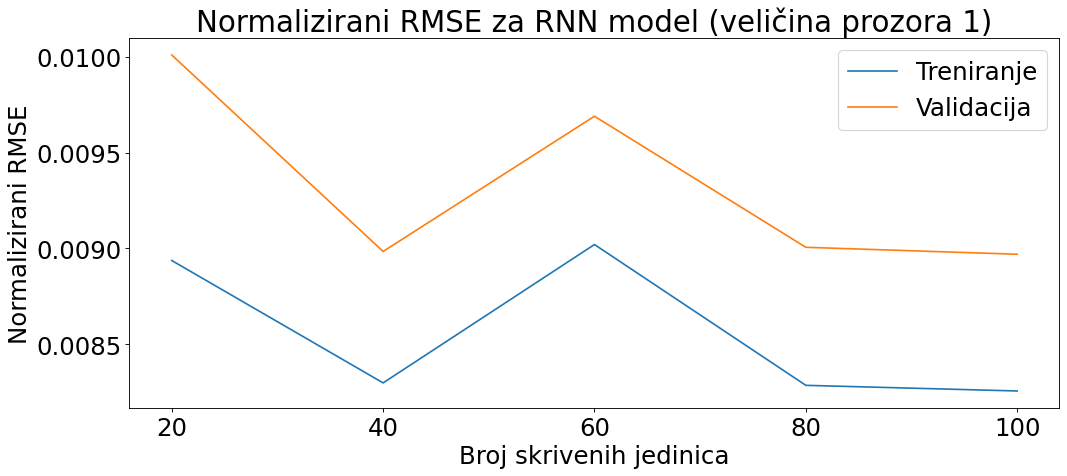 Normalizirani RMSE za RNN model (veličina prozora 1)
Normalizirani RMSE
0.0100
0.0095
0.0090
0.0085
Treniranje
Validacija
20 40 60 80 100
Broj skrivenih jedinica